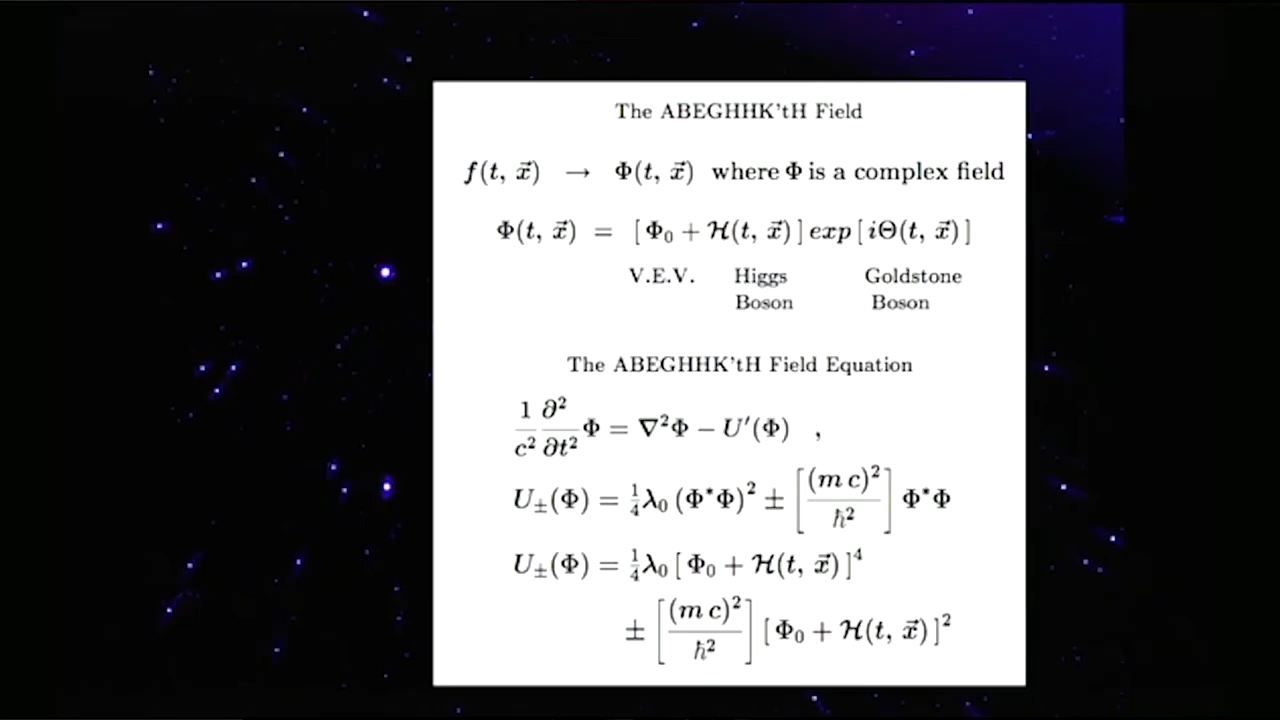 The ABEGHHK'tH Field
f(t, x⃗) → Φ(t, x⃗) where Φ is a complex field
Φ(t, x⃗) = [ Φ₀ + ℋ(t, x⃗) ] exp [ iΘ(t, x⃗) ]
V.E.V. Higgs Goldstone
Boson Boson
The ABEGHHK'tH Field Equation
1/c² ∂²/∂t² Φ = ∇²Φ − U′(Φ) ,
U±(Φ) = ¼λ₀ (Φ*Φ)² ± [(m c)²/ħ²] Φ*Φ
U±(Φ) = ¼λ₀ [ Φ₀ + ℋ(t, x⃗) ]⁴
± [(m c)²/ħ²] [ Φ₀ + ℋ(t, x⃗) ]²